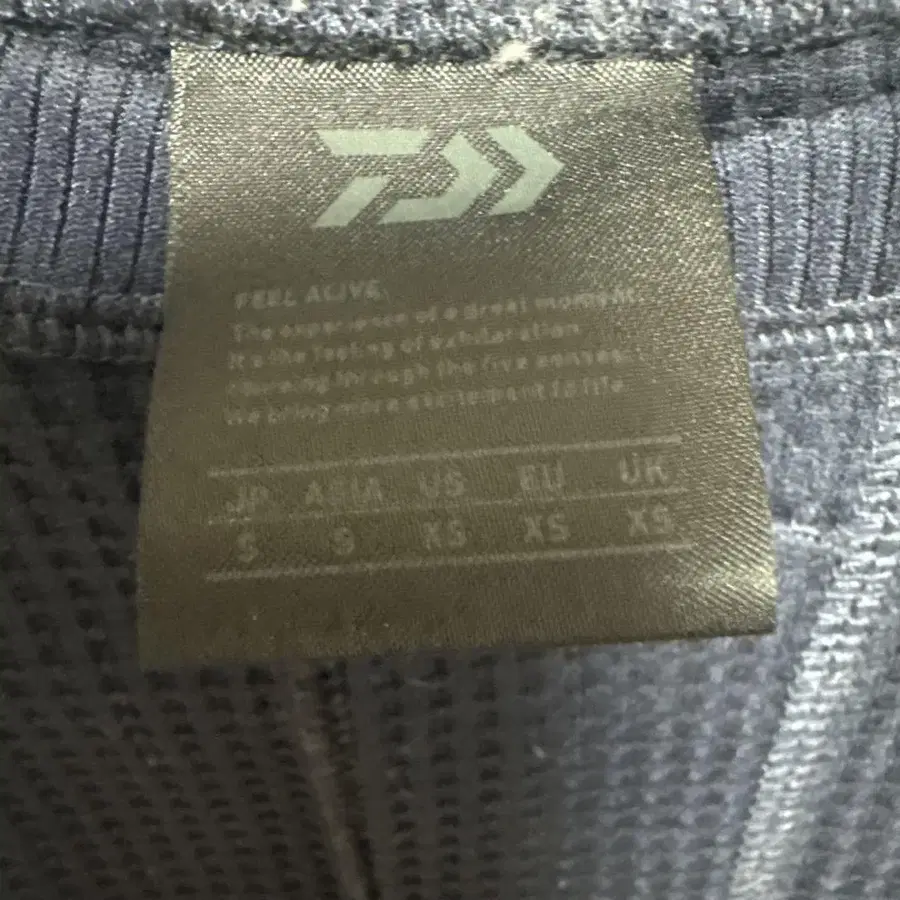 FEEL ALIVE.
The experience of a great moment.
It's the feeling of exhilaration
running through the five senses.
We bring more excitement to life.
JP ASIA US EU UK
S S XS XS XS